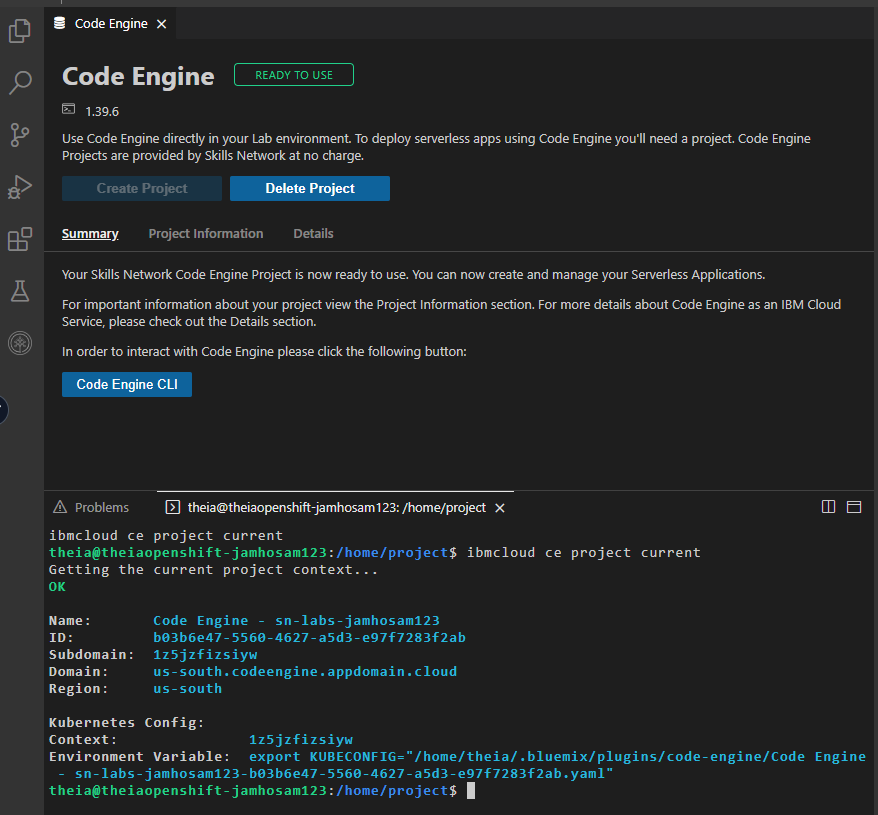 Code Engine
Code Engine READY TO USE
1.39.6
Use Code Engine directly in your Lab environment. To deploy serverless apps using Code Engine you'll need a project. Code Engine
Projects are provided by Skills Network at no charge.
Create Project Delete Project
Summary Project Information Details
Your Skills Network Code Engine Project is now ready to use. You can now create and manage your Serverless Applications.
For important information about your project view the Project Information section. For more details about Code Engine as an IBM Cloud
Service, please check out the Details section.
In order to interact with Code Engine please click the following button:
Code Engine CLI
Problems theia@theiaopenshift-jamhosam123: /home/project
ibmcloud ce project current
theia@theiaopenshift-jamhosam123:/home/project$ ibmcloud ce project current
Getting the current project context...
OK
Name: Code Engine - sn-labs-jamhosam123
ID: b03b6e47-5560-4627-a5d3-e97f7283f2ab
Subdomain: 1z5jzfizsiyw
Domain: us-south.codeengine.appdomain.cloud
Region: us-south
Kubernetes Config:
Context: 1z5jzfizsiyw
Environment Variable: export KUBECONFIG="/home/theia/.bluemix/plugins/code-engine/Code Engine
- sn-labs-jamhosam123-b03b6e47-5560-4627-a5d3-e97f7283f2ab.yaml"
theia@theiaopenshift-jamhosam123:/home/project$